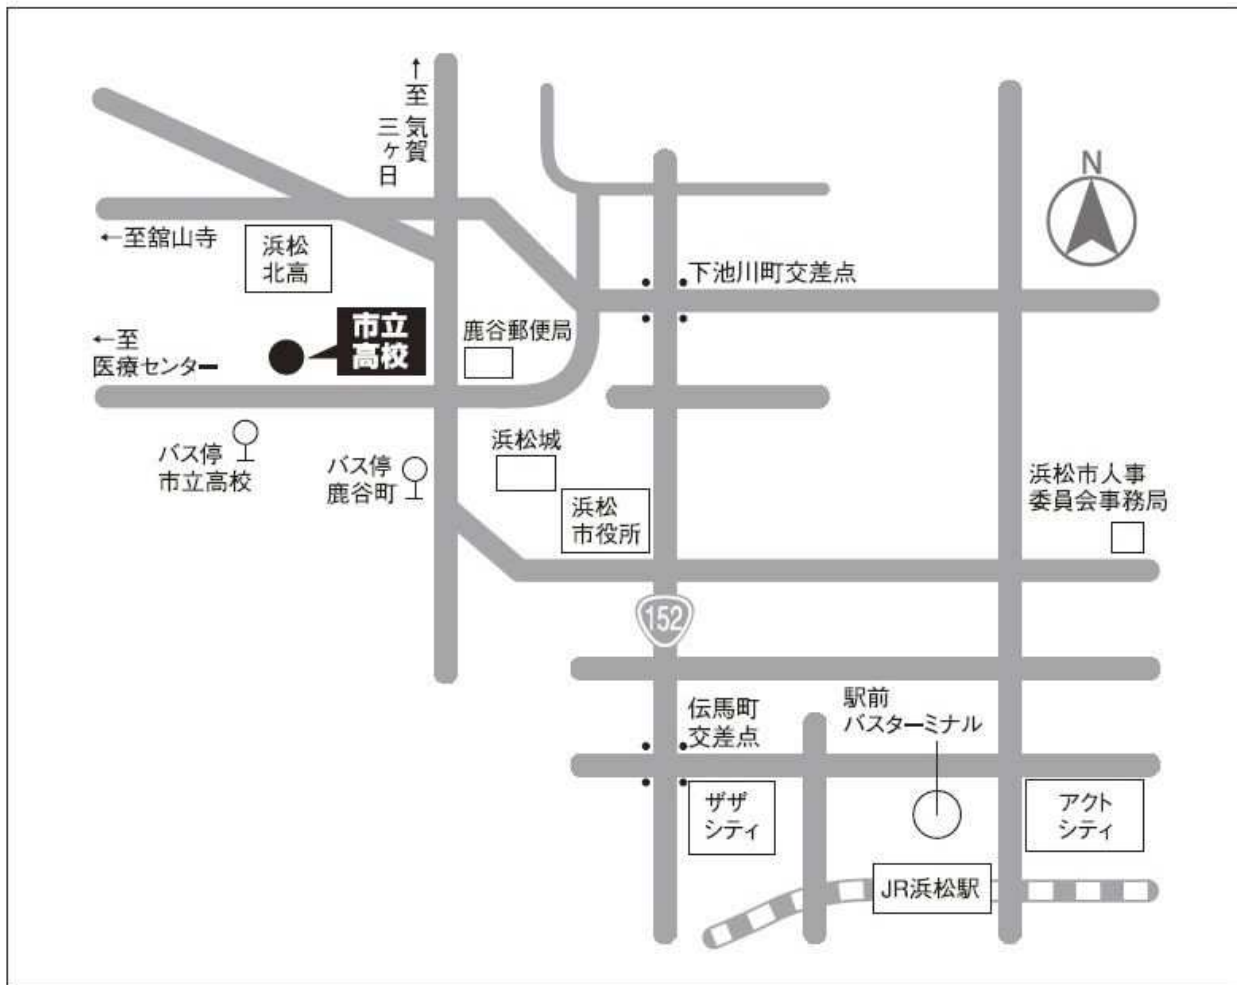 ↑至 気賀
三ヶ日
N
←至舘山寺
浜松
北高
下池川町交差点
市立
高校
鹿谷郵便局
←至
医療センター
バス停
市立高校
バス停
鹿谷町
浜松城
浜松
市役所
浜松市人事
委員会事務局
152
伝馬町
交差点
駅前
バスターミナル
ザザ
シティ
アクト
シティ
JR浜松駅